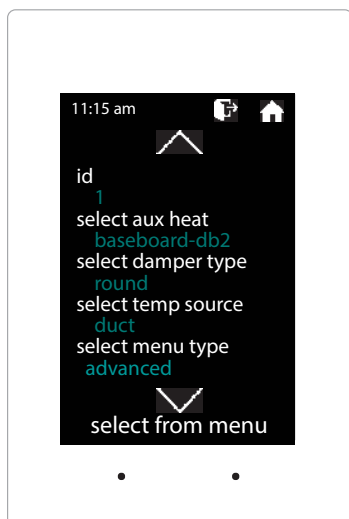 11:15 am
id
1
select aux heat
baseboard-db2
select damper type
round
select temp source
duct
select menu type
advanced
select from menu